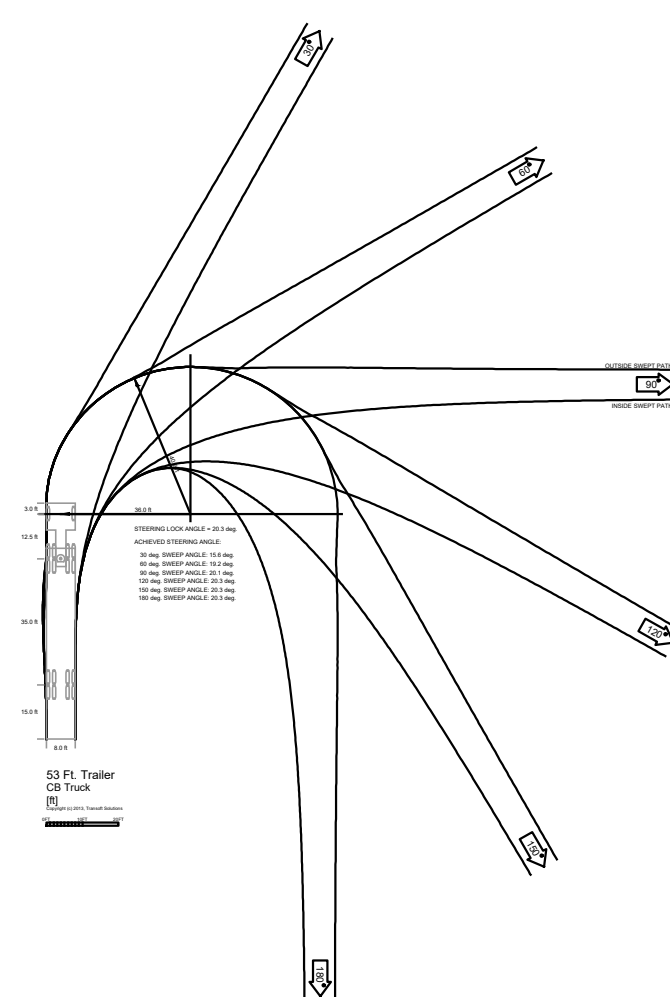 30°
60°
OUTSIDE SWEPT PATH
90°
INSIDE SWEPT PATH
3.0 ft
36.0 ft
12.5 ft
STEERING LOCK ANGLE = 20.3 deg.
ACHIEVED STEERING ANGLE:
30 deg. SWEEP ANGLE: 15.6 deg.
60 deg. SWEEP ANGLE: 19.2 deg.
90 deg. SWEEP ANGLE: 20.1 deg.
120 deg. SWEEP ANGLE: 20.3 deg.
150 deg. SWEEP ANGLE: 20.3 deg.
180 deg. SWEEP ANGLE: 20.3 deg.
35.0 ft
120°
15.0 ft
8.0 ft
53 Ft. Trailer
CB Truck
[ft]
Copyright (c) 2013, Transoft Solutions
0FT 10FT 20FT
150°
180°